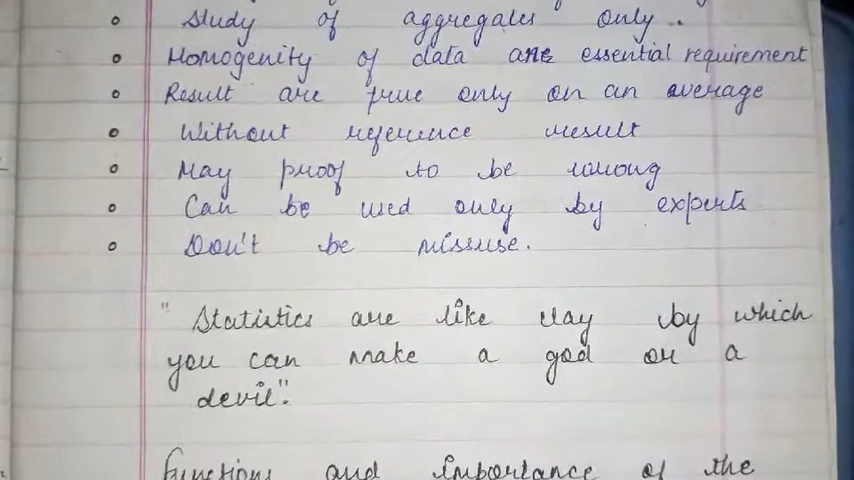 Study of aggregates only.
Homogenity of data are essential requirement
Result are true only on an average
Without reference result
May proof to be wrong
Can be used only by experts
Don't be missuse.
"Statistics are like clay by which
you can make a god or a
devil".
Functions and importance of the